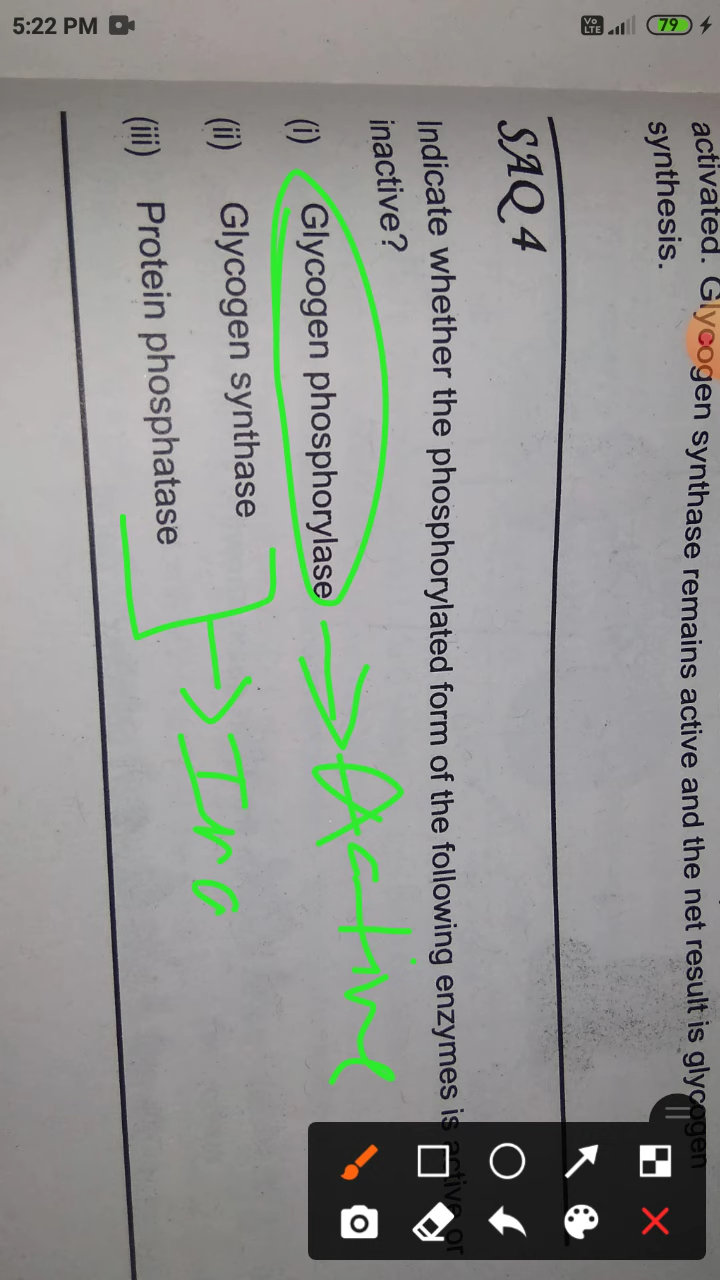 5:22 PM
Vo LTE
79
activated. Glycogen synthase remains active and the net result is glycogen
synthesis.
SAQ 4
Indicate whether the phosphorylated form of the following enzymes is active or
inactive?
(i) Glycogen phosphorylase → Active
(ii) Glycogen synthase
(iii) Protein phosphatase